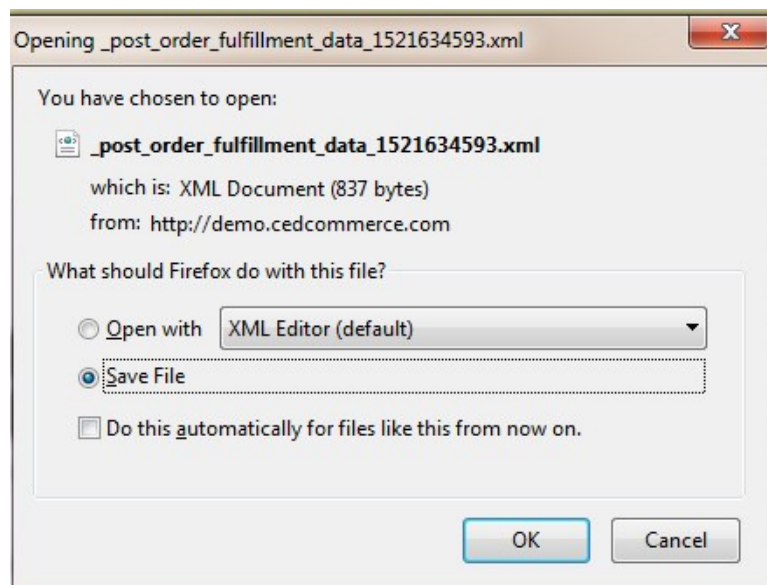 Opening _post_order_fulfillment_data_1521634593.xml
You have chosen to open:
_post_order_fulfillment_data_1521634593.xml
which is: XML Document (837 bytes)
from: http://demo.cedcommerce.com
What should Firefox do with this file?
Open with XML Editor (default)
Save File
Do this automatically for files like this from now on.
OK Cancel